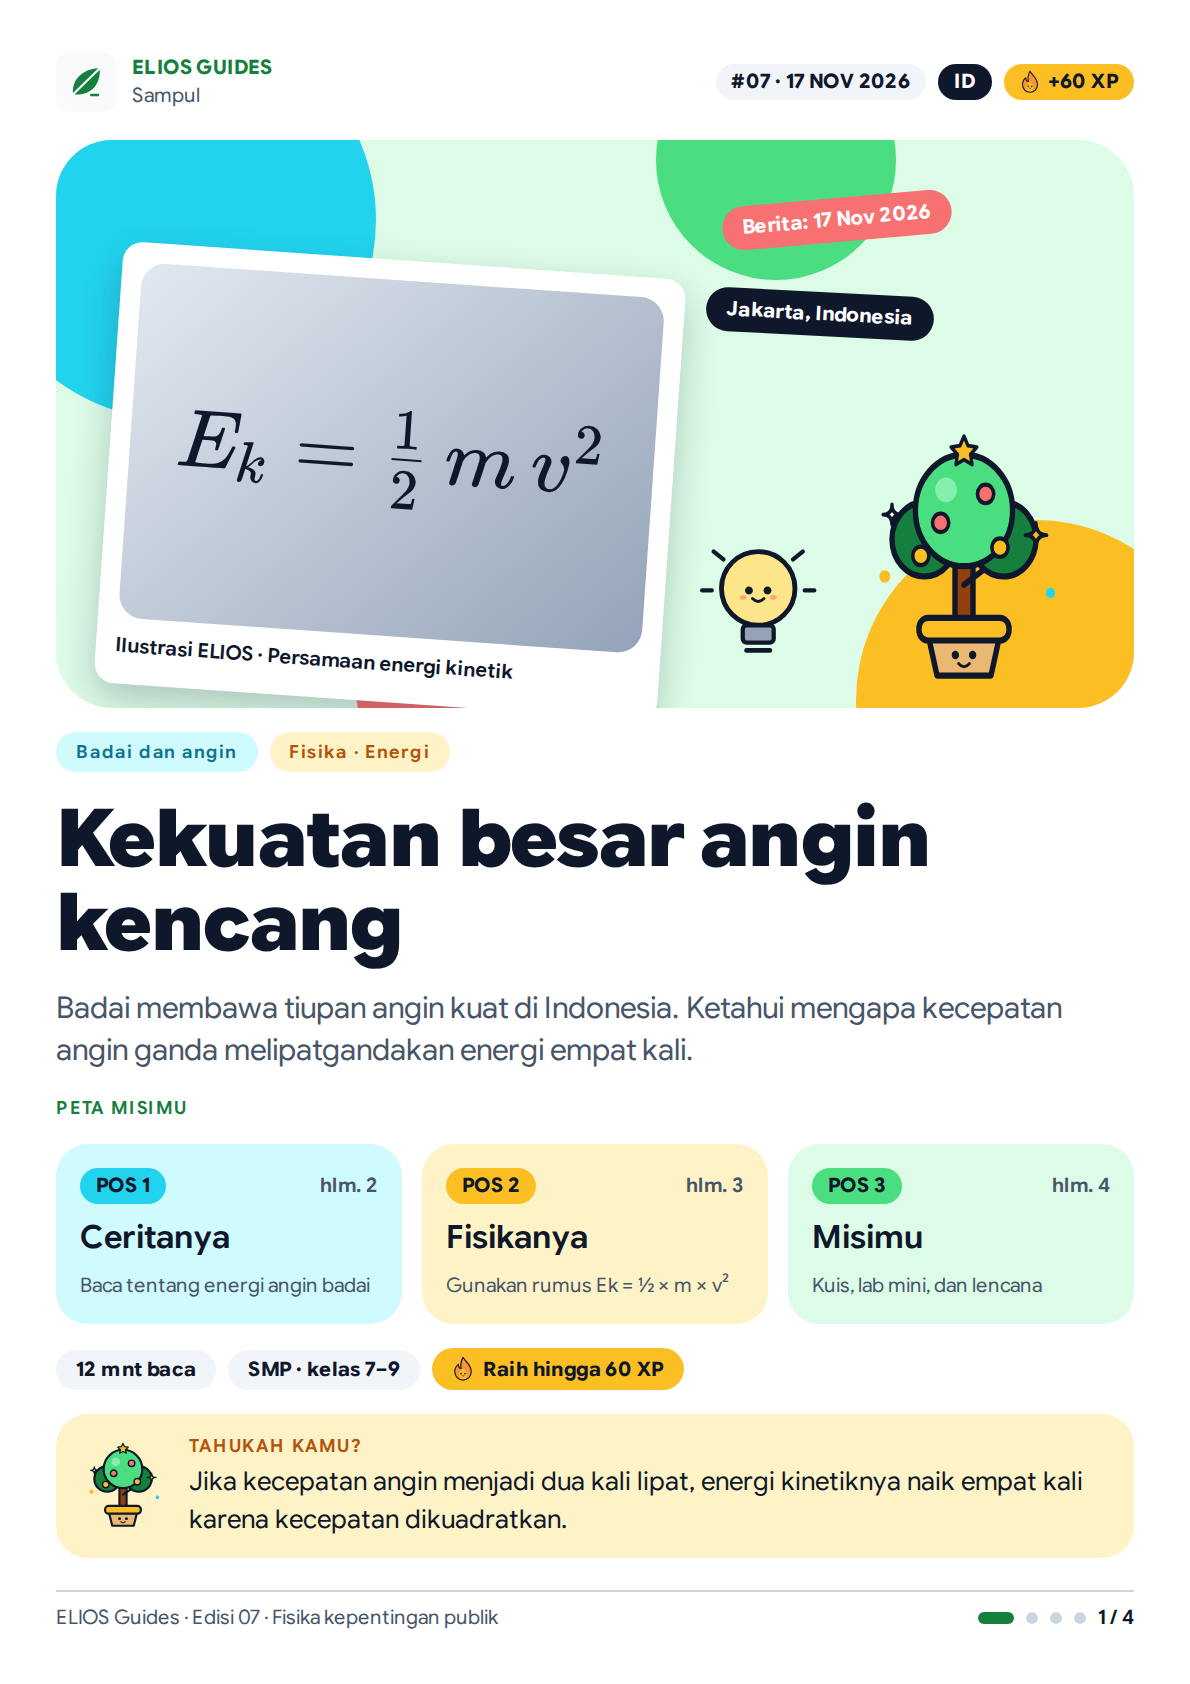 ELIOS GUIDES
Sampul
#07 · 17 NOV 2026
ID
+60 XP
Berita: 17 Nov 2026
Jakarta, Indonesia
E_k = 1/2 m v²
Ilustrasi ELIOS · Persamaan energi kinetik
Badai dan angin
Fisika · Energi
Kekuatan besar angin
kencang
Badai membawa tiupan angin kuat di Indonesia. Ketahui mengapa kecepatan
angin ganda melipatgandakan energi empat kali.
PETA MISIMU
POS 1
hlm. 2
Ceritanya
Baca tentang energi angin badai
POS 2
hlm. 3
Fisikanya
Gunakan rumus Ek = ½ × m × v²
POS 3
hlm. 4
Misimu
Kuis, lab mini, dan lencana
12 mnt baca
SMP · kelas 7–9
Raih hingga 60 XP
TAHUKAH KAMU?
Jika kecepatan angin menjadi dua kali lipat, energi kinetiknya naik empat kali
karena kecepatan dikuadratkan.
ELIOS Guides · Edisi 07 · Fisika kepentingan publik
1 / 4